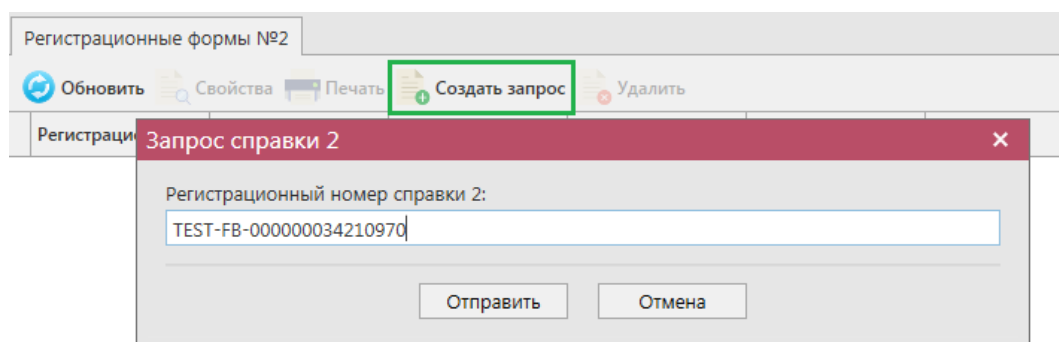 Регистрационные формы №2
Обновить Свойства Печать Создать запрос Удалить
Регистраци
Запрос справки 2
Регистрационный номер справки 2:
TEST-FB-000000034210970
Отправить Отмена